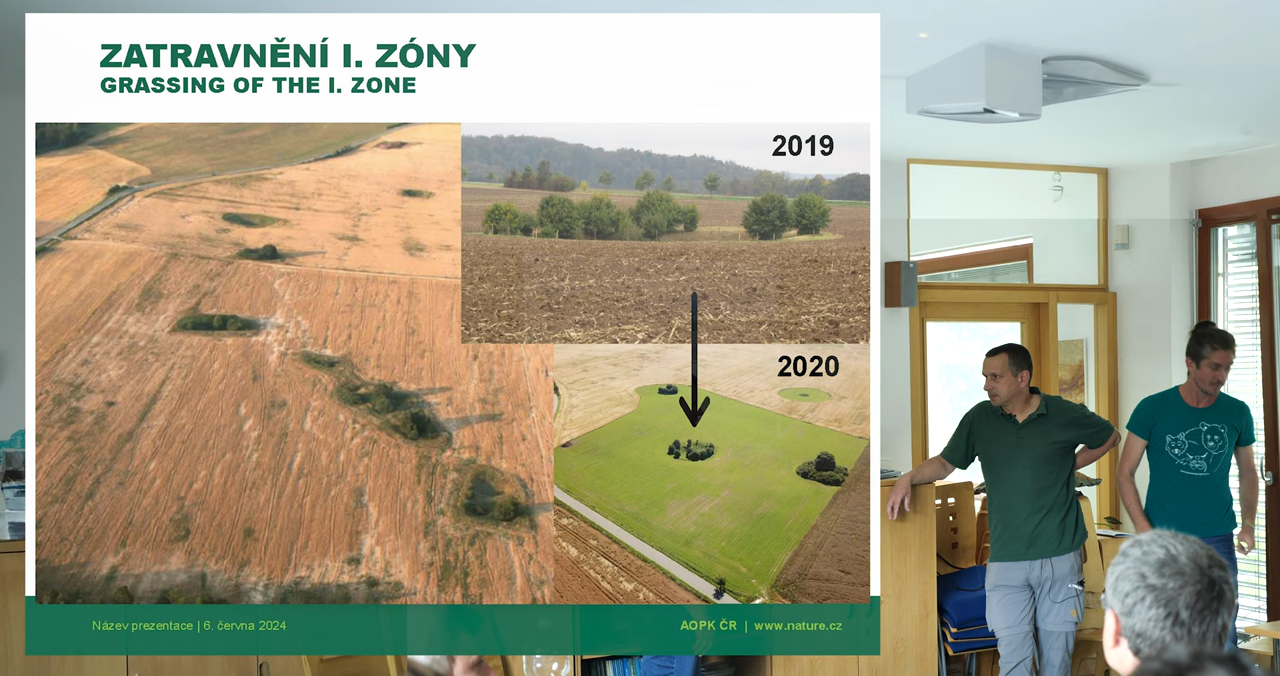 ZATRAVNĚNÍ I. ZÓNY
GRASSING OF THE I. ZONE
2019
2020
Název prezentace | 6. června 2024
AOPK ČR | www.nature.cz